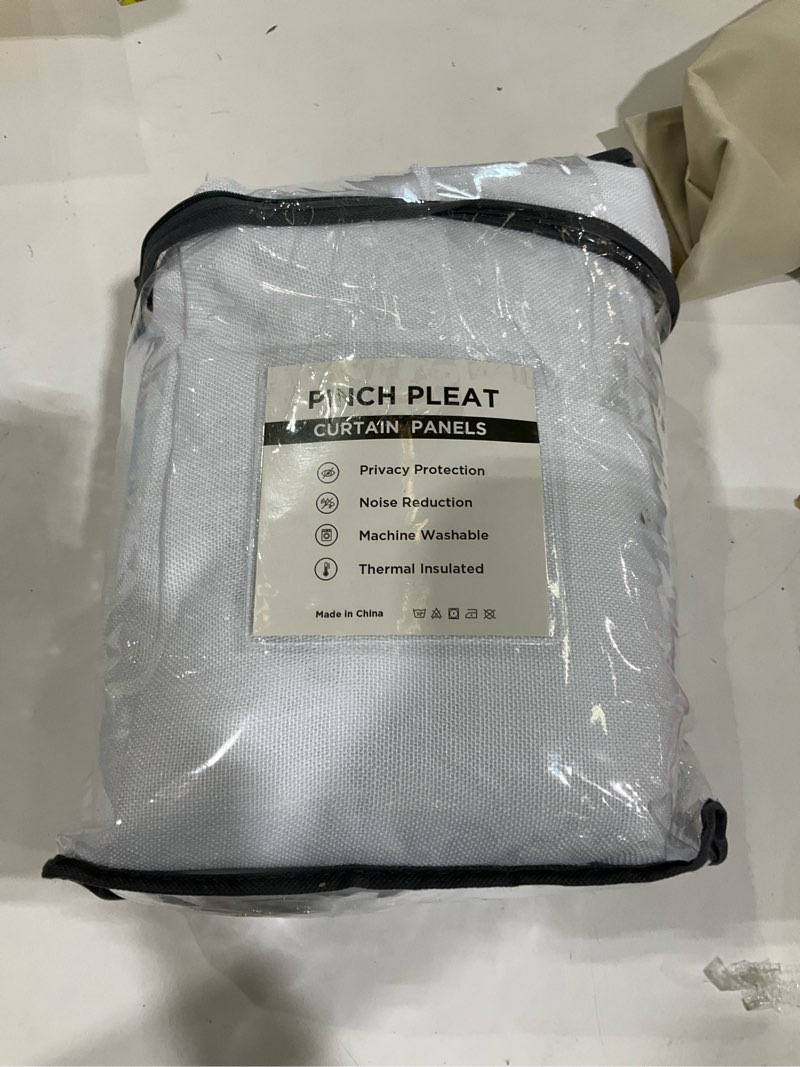 PINCH PLEAT
CURTAIN PANELS
Privacy Protection
Noise Reduction
Machine Washable
Thermal Insulated
Made in China